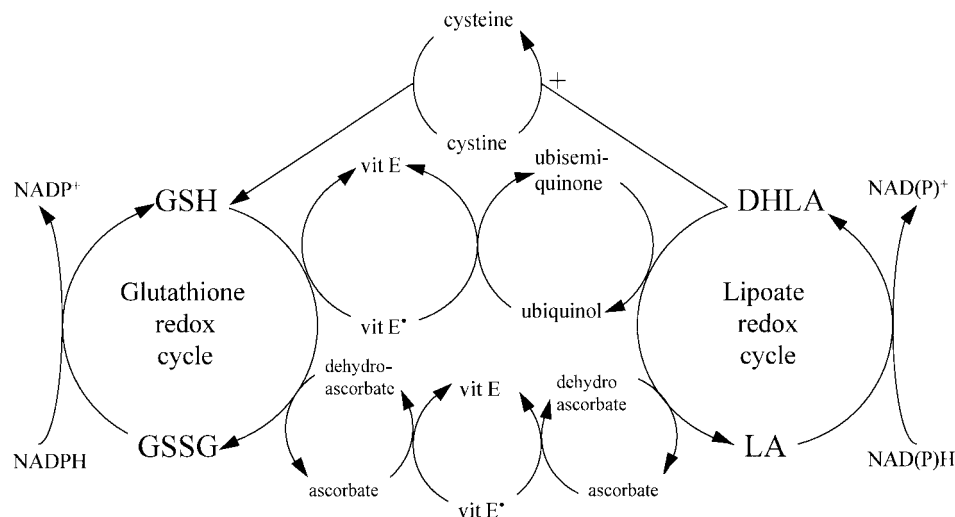 cysteine
+
cystine
vit E
ubisemi-
quinone
NADP⁺
GSH
DHLA
NAD(P)⁺
Glutathione
redox
cycle
Lipoate
redox
cycle
vit E•
ubiquinol
dehydro-
ascorbate
vit E
dehydro
ascorbate
GSSG
LA
NADPH
NAD(P)H
ascorbate
vit E•
ascorbate